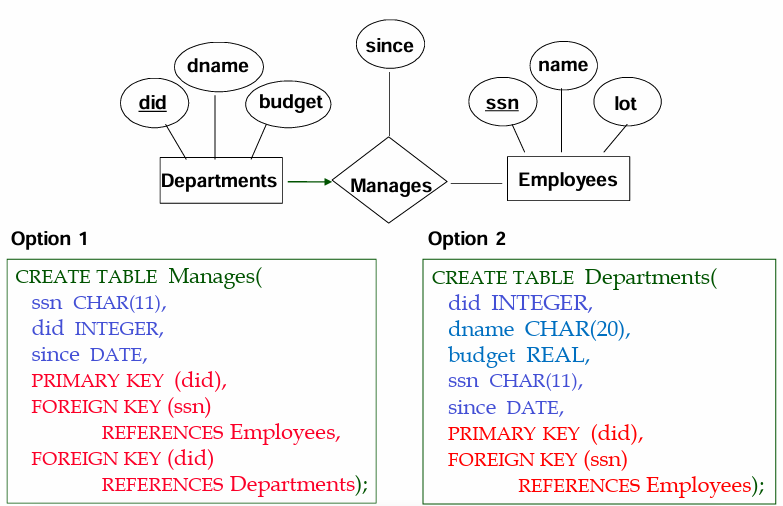 since
dname
name
did
budget
ssn
lot
Departments
Manages
Employees
Option 1
CREATE TABLE Manages(
ssn CHAR(11),
did INTEGER,
since DATE,
PRIMARY KEY (did),
FOREIGN KEY (ssn)
REFERENCES Employees,
FOREIGN KEY (did)
REFERENCES Departments);
Option 2
CREATE TABLE Departments(
did INTEGER,
dname CHAR(20),
budget REAL,
ssn CHAR(11),
since DATE,
PRIMARY KEY (did),
FOREIGN KEY (ssn)
REFERENCES Employees);